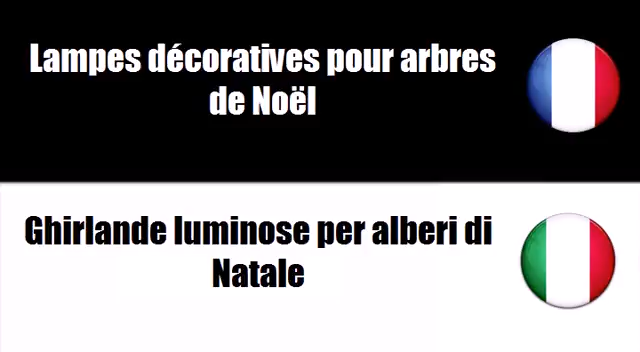 Lampes décoratives pour arbres
de Noël
Ghirlande luminose per alberi di
Natale